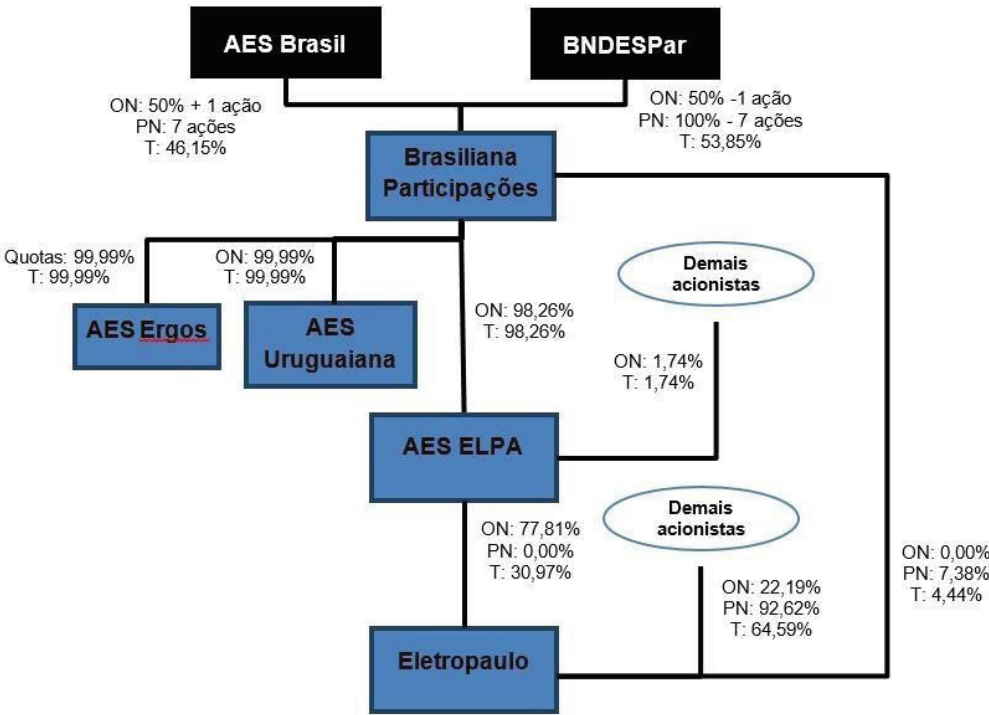 AES Brasil
BNDESPar
ON: 50% + 1 ação
PN: 7 ações
T: 46,15%
ON: 50% -1 ação
PN: 100% - 7 ações
T: 53,85%
Brasiliana
Participações
Quotas: 99,99%
T: 99,99%
ON: 99,99%
T: 99,99%
Demais
acionistas
AES Ergos
AES
Uruguaiana
ON: 98,26%
T: 98,26%
ON: 1,74%
T: 1,74%
AES ELPA
Demais
acionistas
ON: 77,81%
PN: 0,00%
T: 30,97%
ON: 22,19%
PN: 92,62%
T: 64,59%
ON: 0,00%
PN: 7,38%
T: 4,44%
Eletropaulo